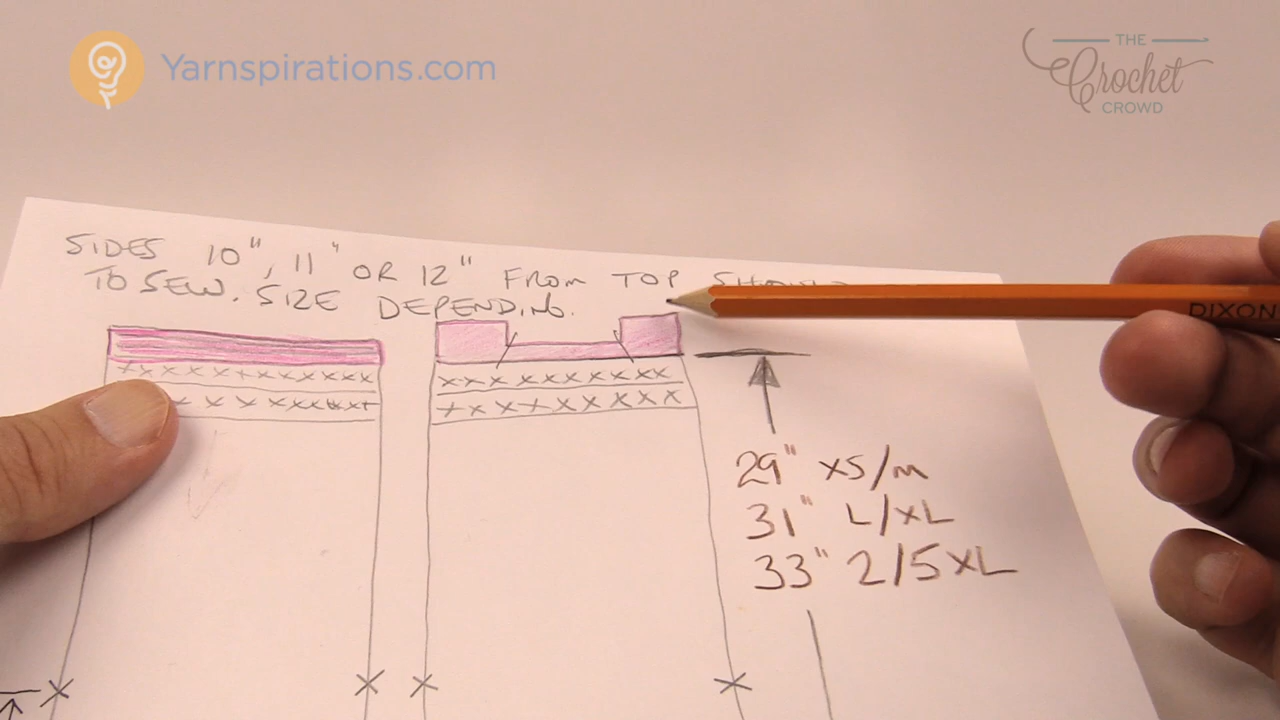 Yarnspirations.com
THE
Crochet
CROWD
SIDES 10", 11" OR 12" FROM TOP
TO SEW. SIZE DEPENDING.
DIXON
29" XS/M
31" L/XL
33" 2/5XL